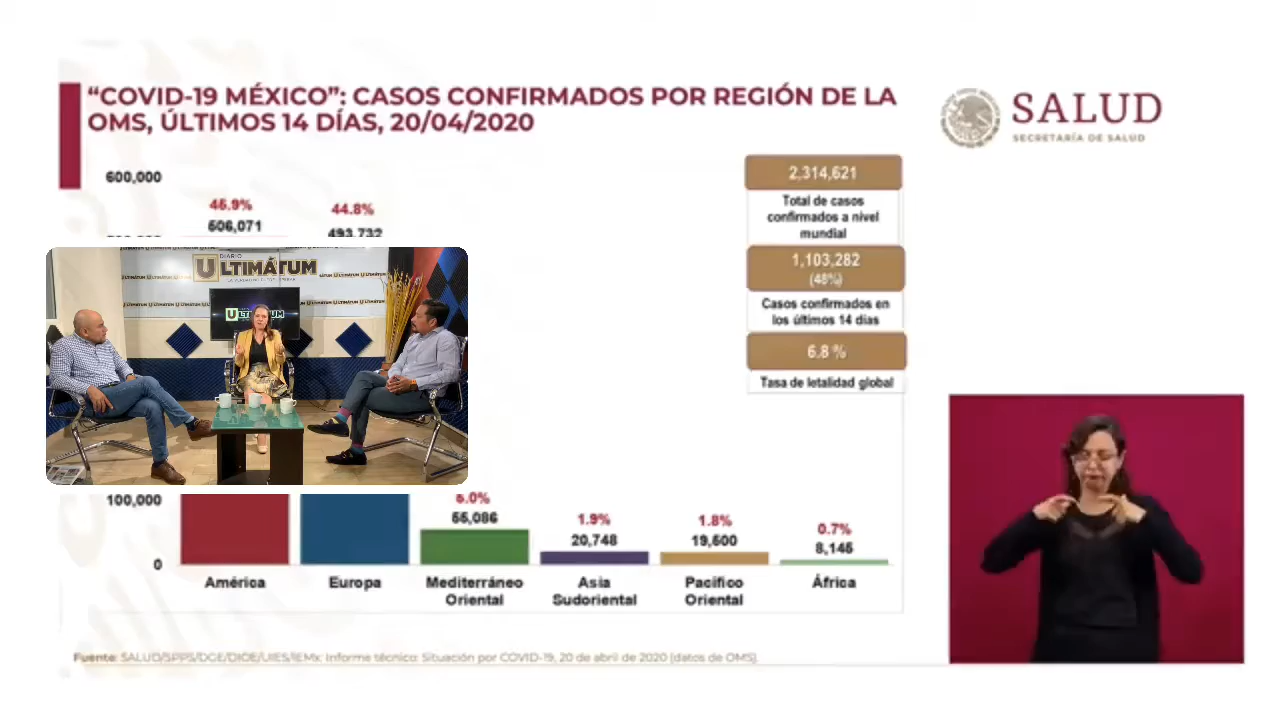 “COVID-19 MÉXICO”: CASOS CONFIRMADOS POR REGIÓN DE LA
OMS, ÚLTIMOS 14 DÍAS, 20/04/2020
SALUD
SECRETARÍA DE SALUD
600,000
45.9%
506,071
44.8%
493,732
2,314,621
Total de casos
confirmados a nivel
mundial
1,103,282
(48%)
Casos confirmados en
los últimos 14 días
6.8 %
Tasa de letalidad global
DIARIO
ULTIMÁTUM
ULTIMÁTUM
100,000
0
5.0%
55,086
1.9%
20,748
1.8%
19,500
0.7%
8,145
América
Europa
Mediterráneo
Oriental
Asia
Sudoriental
Pacífico
Oriental
África
Fuente: SALUD/SPPS/DGE/DIOE/UIES/IEMx: Informe técnico: Situación por COVID-19, 20 de abril de 2020 (datos de OMS).